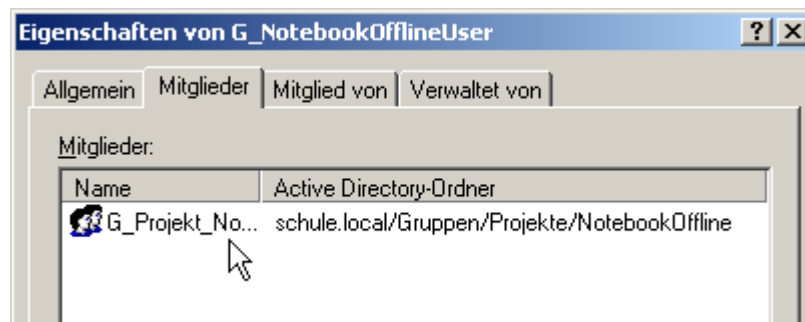 Eigenschaften von G_NotebookOfflineUser
Allgemein Mitglieder Mitglied von Verwaltet von
Mitglieder:
Name Active Directory-Ordner
G_Projekt_No... schule.local/Gruppen/Projekte/NotebookOffline